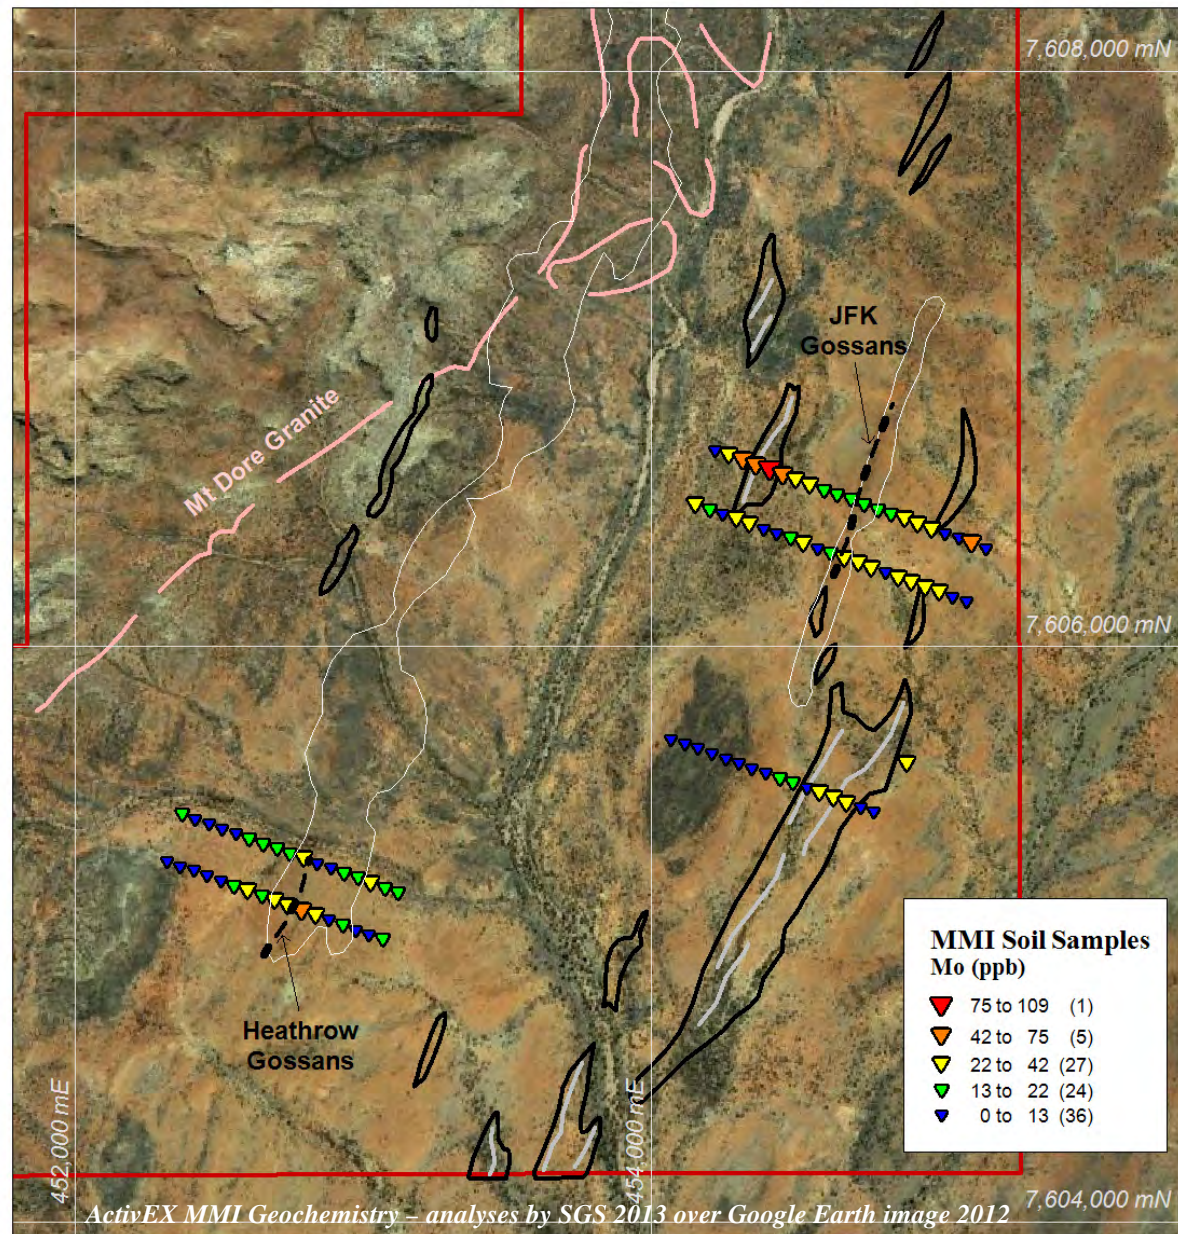 7,608,000 mN
JFK
Gossans
Mt Dore Granite
7,606,000 mN
Heathrow
Gossans
MMI Soil Samples
Mo (ppb)
75 to 109 (1)
42 to 75 (5)
22 to 42 (27)
13 to 22 (24)
0 to 13 (36)
452,000 mE
454,000 mE
7,604,000 mN
ActivEX MMI Geochemistry – analyses by SGS 2013 over Google Earth image 2012